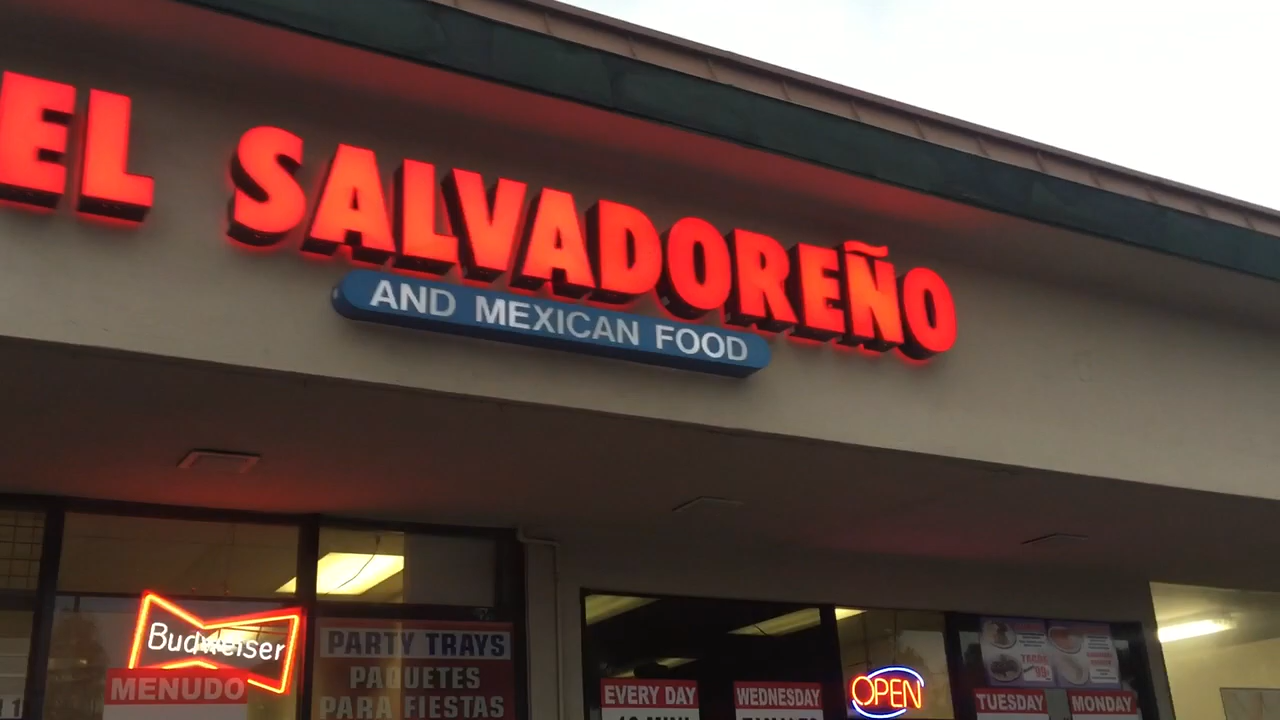 EL SALVADOREÑO
AND MEXICAN FOOD
Budweiser
MENUDO
PARTY TRAYS
PAQUETES
PARA FIESTAS
EVERY DAY
WEDNESDAY
OPEN
TUESDAY
MONDAY